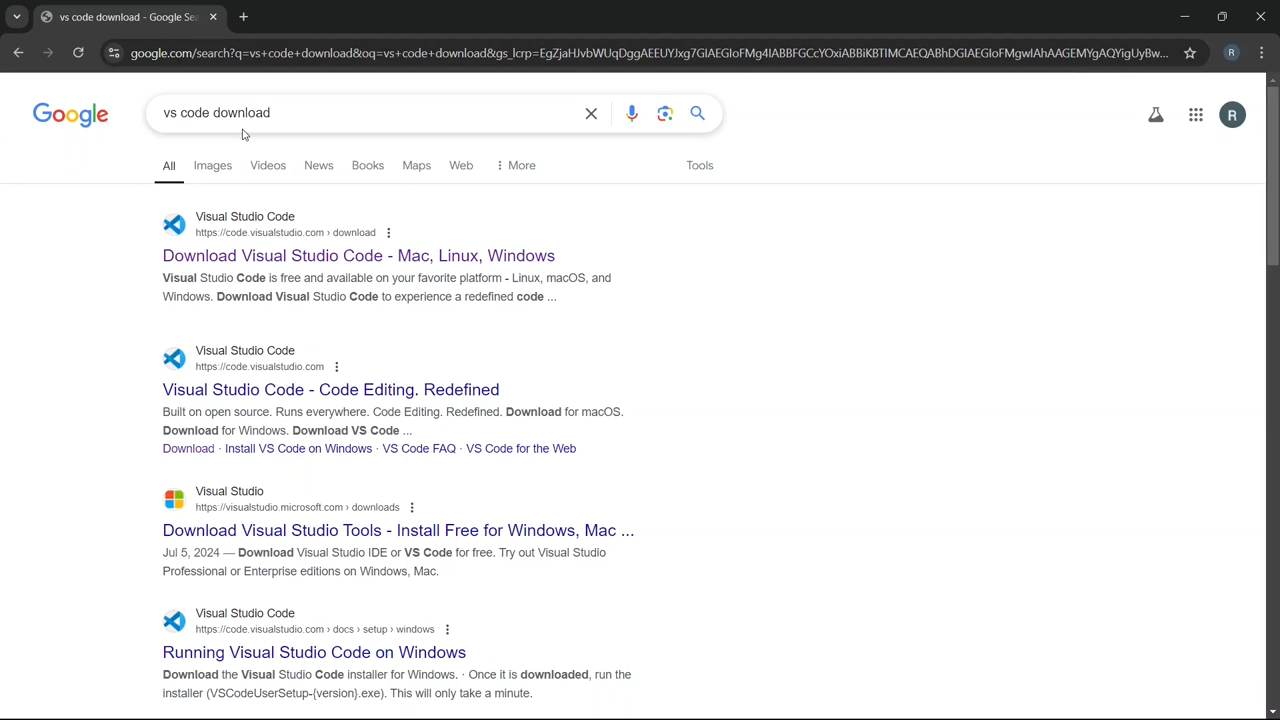 vs code download - Google Sea
google.com/search?q=vs+code+download&oq=vs+code+download&gs_lcrp=EgZjaHJvbWUqDggAEEUYJxg7GIAEGIoFMg4IABBFGCcYOxiABBiKBTIMCAEQABhDGIAEGIoFMgwIAhAAGEMYgAQYigUyBw...
R
Google
vs code download
R
All Images Videos News Books Maps Web More Tools
Visual Studio Code
https://code.visualstudio.com › download
Download Visual Studio Code - Mac, Linux, Windows
Visual Studio Code is free and available on your favorite platform - Linux, macOS, and
Windows. Download Visual Studio Code to experience a redefined code ...
Visual Studio Code
https://code.visualstudio.com
Visual Studio Code - Code Editing. Redefined
Built on open source. Runs everywhere. Code Editing. Redefined. Download for macOS.
Download for Windows. Download VS Code ...
Download · Install VS Code on Windows · VS Code FAQ · VS Code for the Web
Visual Studio
https://visualstudio.microsoft.com › downloads
Download Visual Studio Tools - Install Free for Windows, Mac ...
Jul 5, 2024 — Download Visual Studio IDE or VS Code for free. Try out Visual Studio
Professional or Enterprise editions on Windows, Mac.
Visual Studio Code
https://code.visualstudio.com › docs › setup › windows
Running Visual Studio Code on Windows
Download the Visual Studio Code installer for Windows. · Once it is downloaded, run the
installer (VSCodeUserSetup-{version}.exe). This will only take a minute.